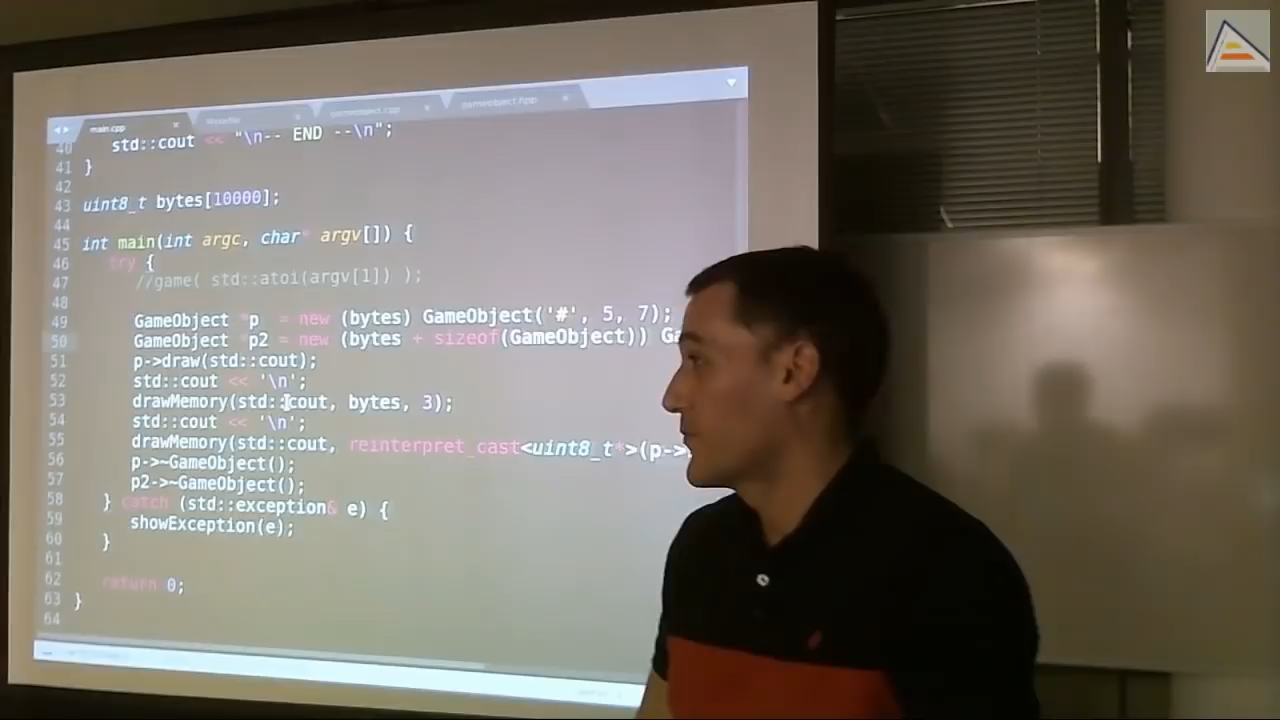 main.cpp
gameobject.cpp
gameobject.hpp
40 std::cout << "\n-- END --\n";
41 }
42
43 uint8_t bytes[10000];
44
45 int main(int argc, char* argv[]) {
46 try {
47 //game( std::atoi(argv[1]) );
48
49 GameObject *p = new (bytes) GameObject('#', 5, 7);
50 GameObject *p2 = new (bytes + sizeof(GameObject)) Ga
51 p->draw(std::cout);
52 std::cout << '\n';
53 drawMemory(std::cout, bytes, 3);
54 std::cout << '\n';
55 drawMemory(std::cout, reinterpret_cast<uint8_t*>(p->
56 p->~GameObject();
57 p2->~GameObject();
58 } catch (std::exception& e) {
59 showException(e);
60 }
61
62 return 0;
63 }
64